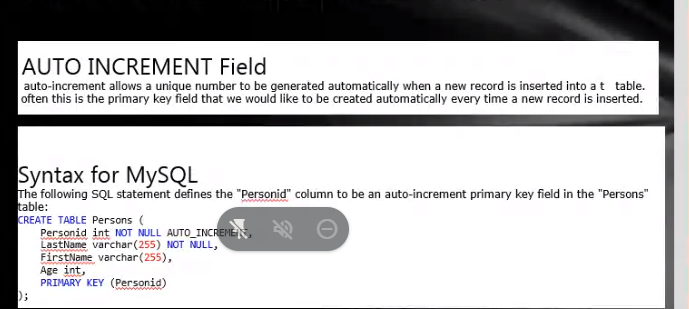 AUTO INCREMENT Field
auto-increment allows a unique number to be generated automatically when a new record is inserted into a t table.
often this is the primary key field that we would like to be created automatically every time a new record is inserted.
Syntax for MySQL
The following SQL statement defines the "Personid" column to be an auto-increment primary key field in the "Persons"
table:
CREATE TABLE Persons (
Personid int NOT NULL AUTO_INCREMENT,
LastName varchar(255) NOT NULL,
FirstName varchar(255),
Age int,
PRIMARY KEY (Personid)
);